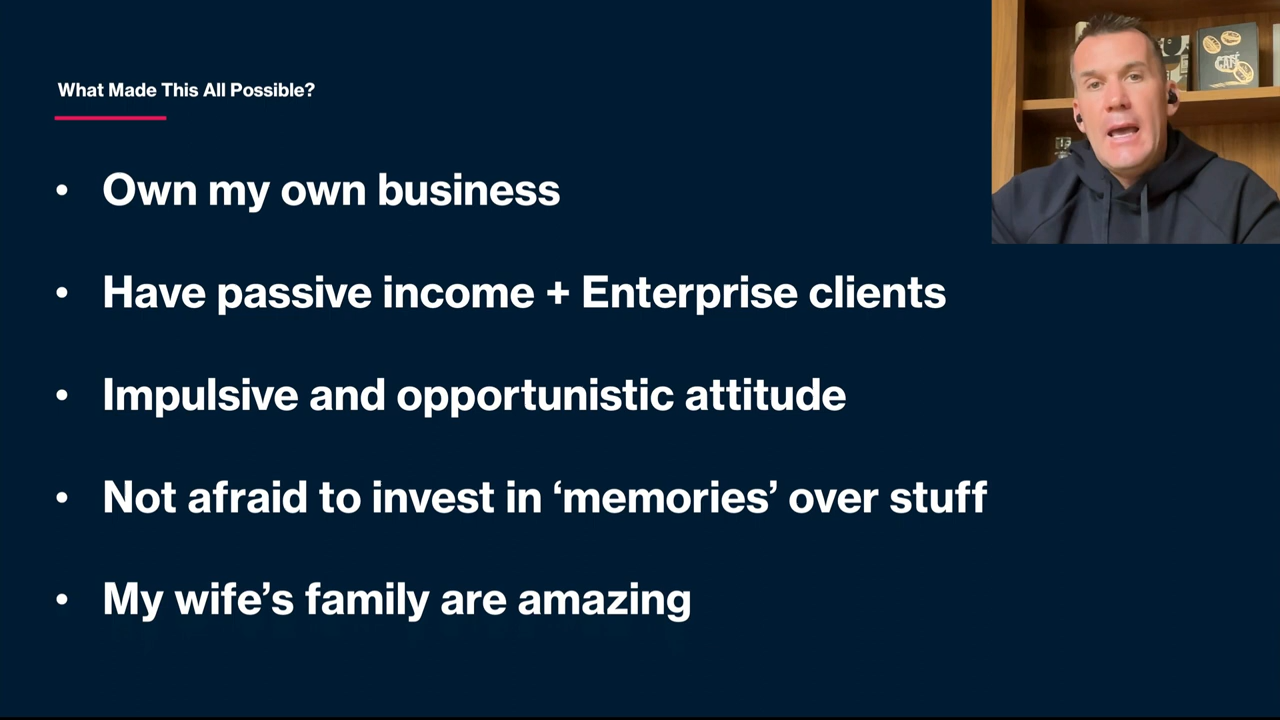 What Made This All Possible?
• Own my own business
• Have passive income + Enterprise clients
• Impulsive and opportunistic attitude
• Not afraid to invest in ‘memories’ over stuff
• My wife’s family are amazing
CAFÉ